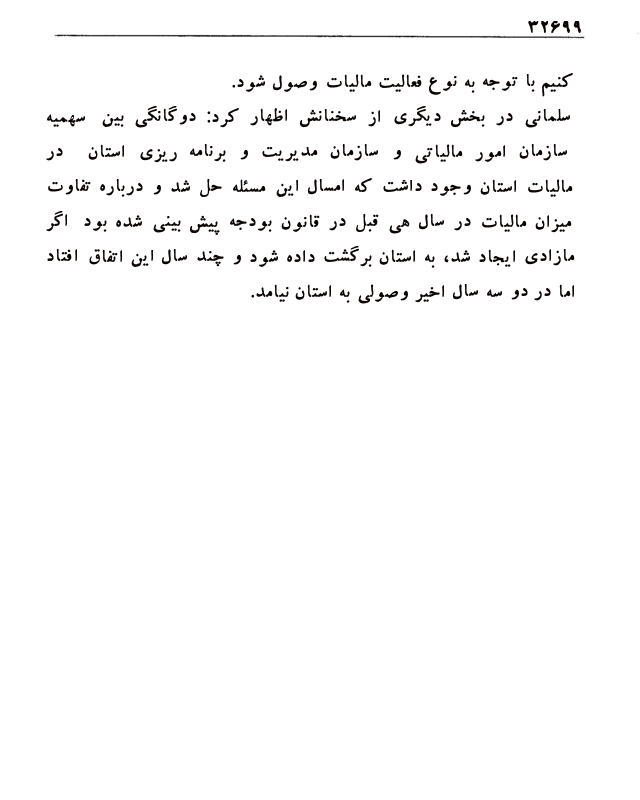 ۳۲۶۹۹
کنیم با توجه به نوع فعالیت مالیات وصول شود.
سلمانی در بخش دیگری از سخنانش اظهار کرد: دوگانگی بین سهمیه
سازمان امور مالیاتی و سازمان مدیریت و برنامه ریزی استان در
مالیات استان وجود داشت که امسال این مسئله حل شد و درباره تفاوت
میزان مالیات در سال هی قبل در قانون بودجه پیش بینی شده بود اگر
مازادی ایجاد شد، به استان برگشت داده شود و چند سال این اتفاق افتاد
اما در دو سه سال اخیر وصولی به استان نیامد.